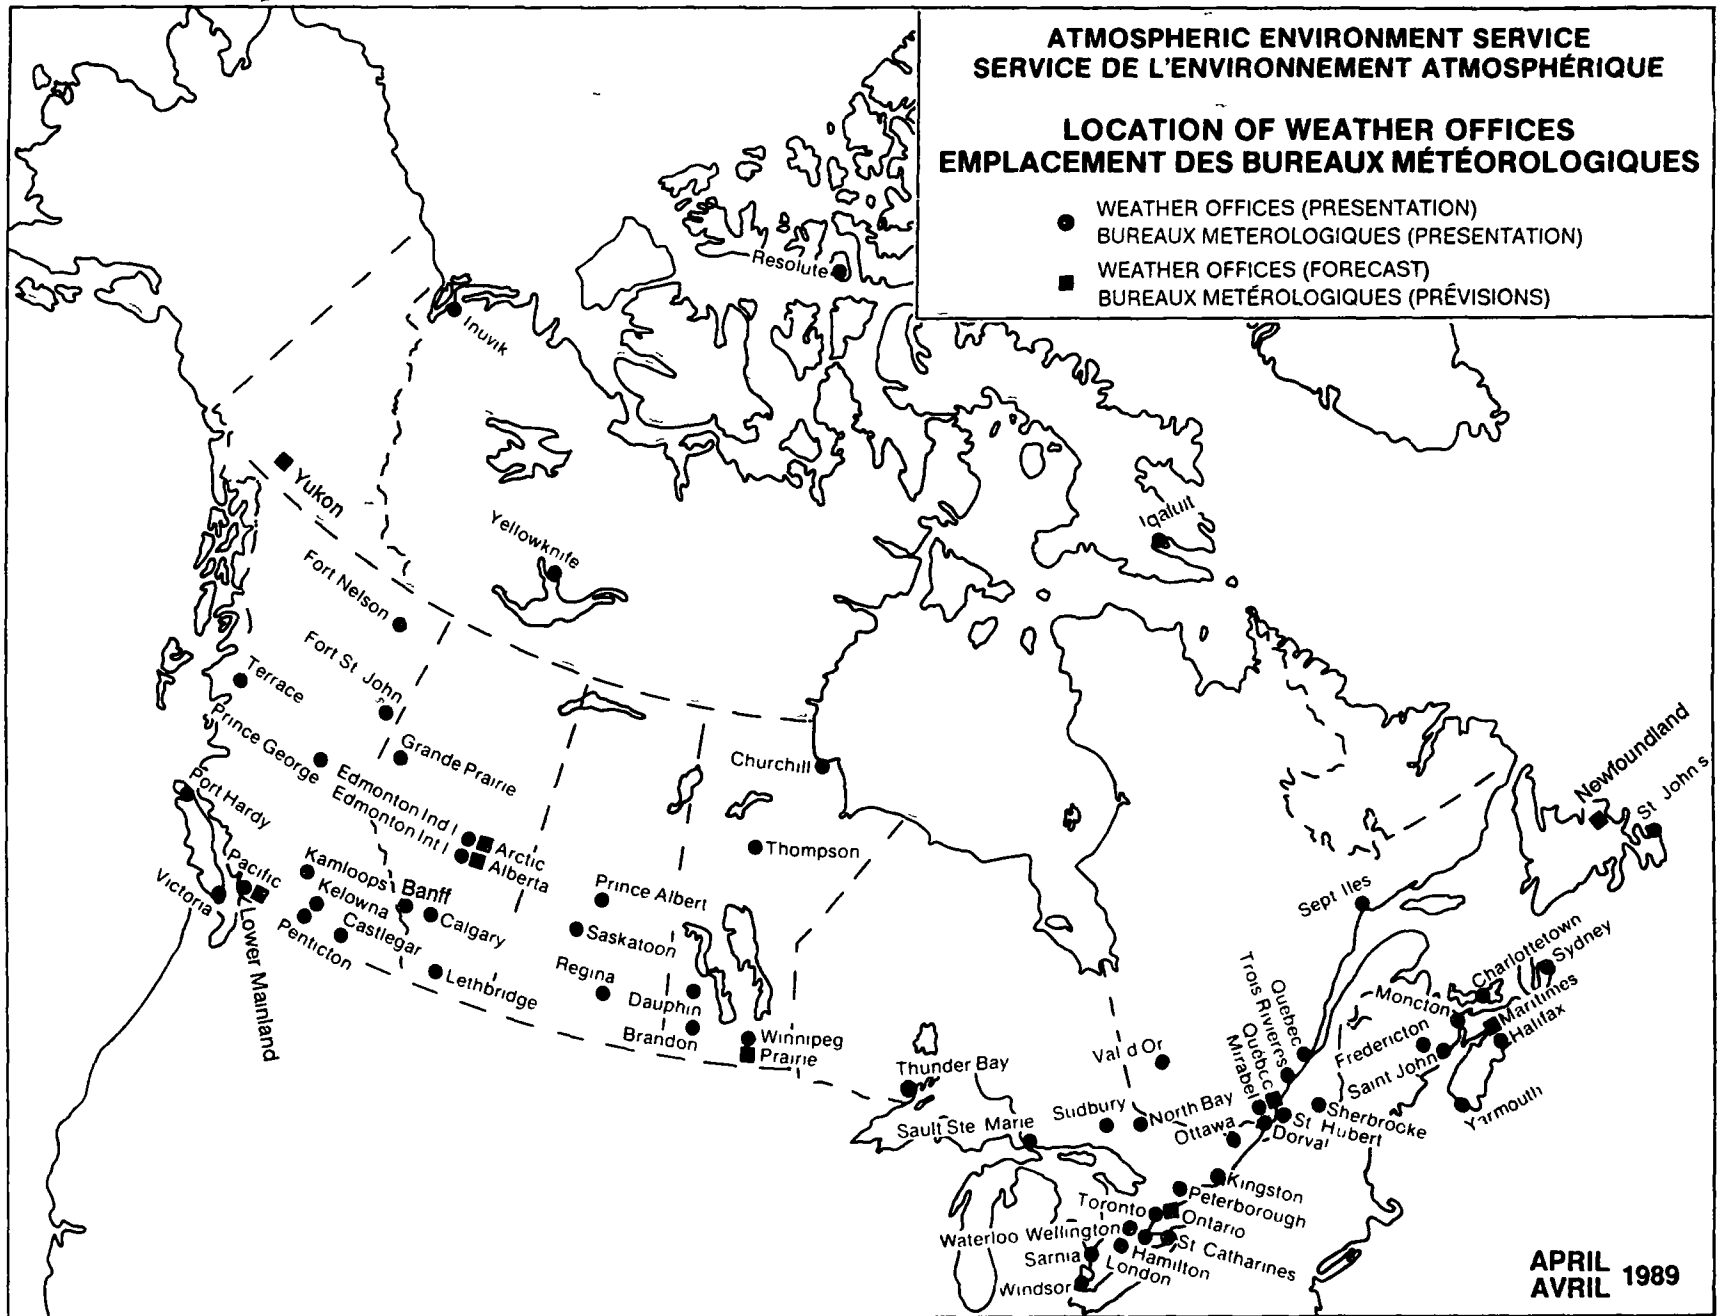 ATMOSPHERIC ENVIRONMENT SERVICE
SERVICE DE L'ENVIRONNEMENT ATMOSPHÉRIQUE
LOCATION OF WEATHER OFFICES
EMPLACEMENT DES BUREAUX MÉTÉOROLOGIQUES
WEATHER OFFICES (PRESENTATION)
BUREAUX METEROLOGIQUES (PRESENTATION)
WEATHER OFFICES (FORECAST)
BUREAUX METÉROLOGIQUES (PRÉVISIONS)
Resolute
Inuvik
Yukon
Yellowknife
Iqaluit
Fort Nelson
Fort St John
Terrace
Prince George
Grande Prairie
Churchill
Newfoundland
St John s
Port Hardy
Edmonton Ind l
Edmonton Int l
Arctic
Alberta
Thompson
Pacific
Kamloops
Banff
Prince Albert
Victoria
Kelowna
Calgary
Sept Iles
Lower Mainland
Castlegar
Penticton
Saskatoon
Lethbridge
Regina
Dauphin
Brandon
Winnipeg
Prairie
Charlottetown
Sydney
Moncton
Maritimes
Halifax
Fredericton
Saint John
Yarmouth
Quebec
Trois Rivieres
Québec
Mirabel
Val d Or
Thunder Bay
Sudbury
North Bay
Sault Ste Marie
Ottawa
Sherbrocke
St Hubert
Dorval
Kingston
Peterborough
Toronto
Ontario
Waterloo Wellington
St Catharines
Hamilton
Sarnia
London
Windsor
APRIL
AVRIL 1989